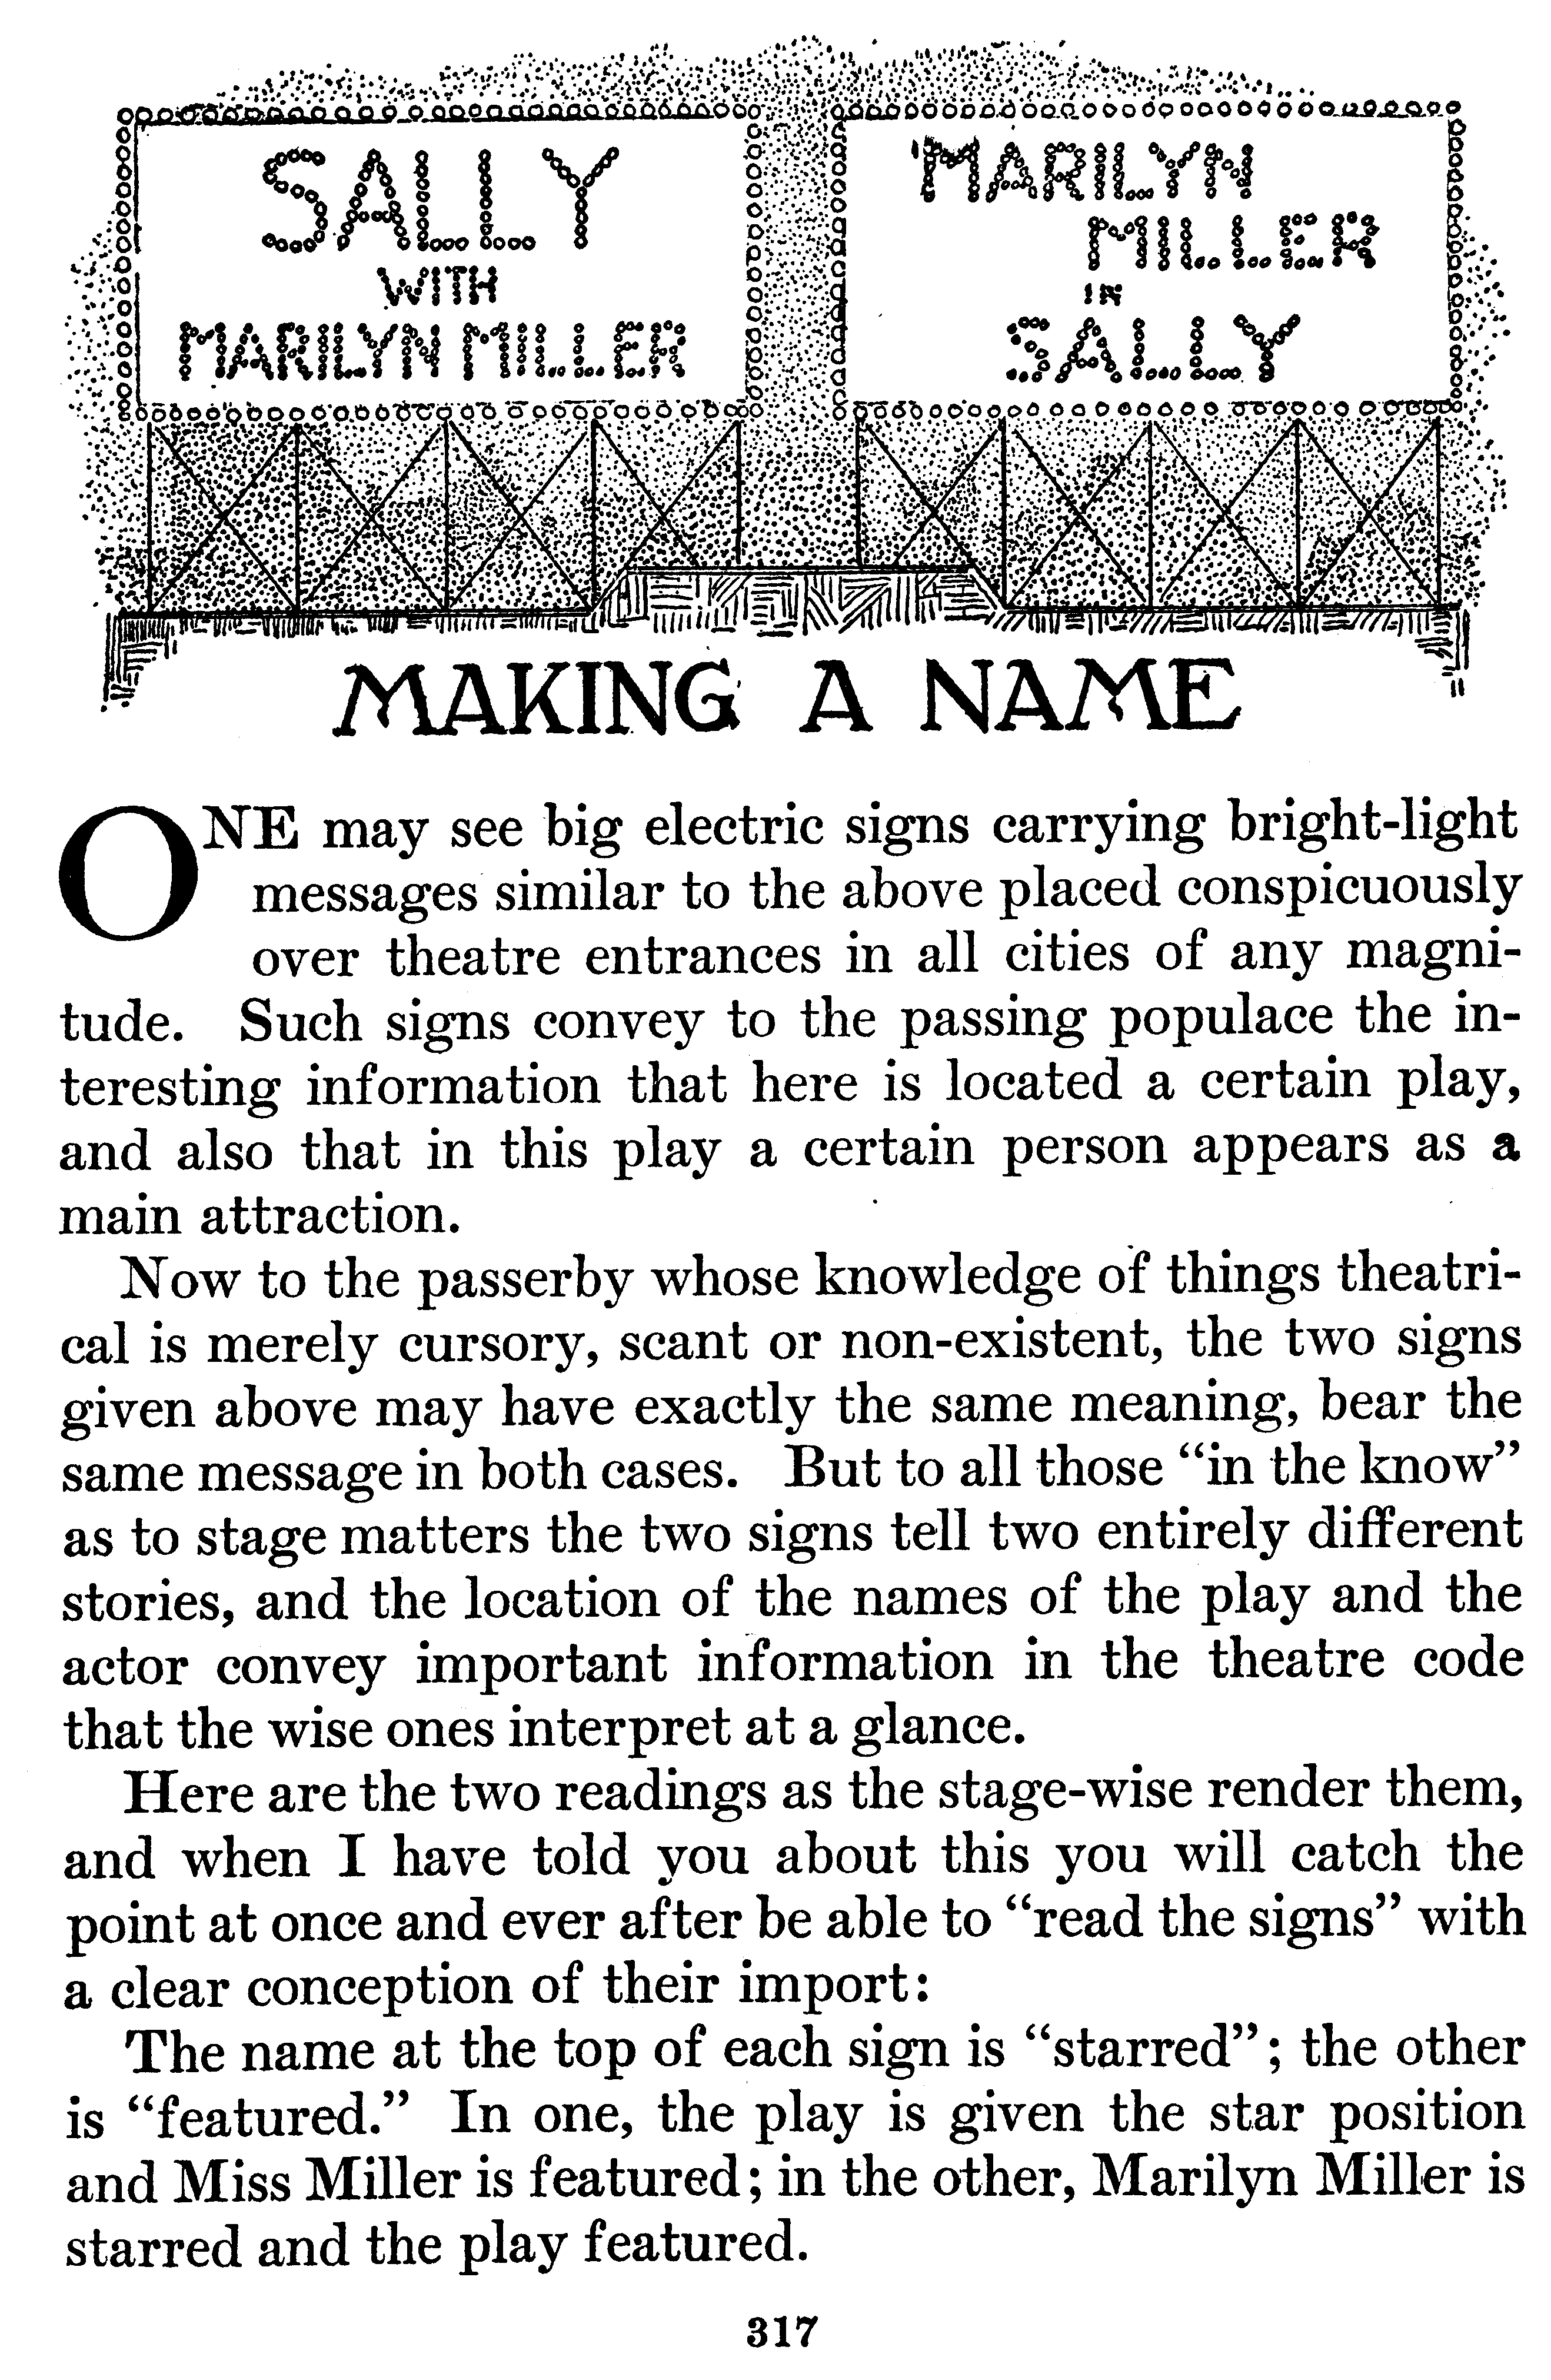 SALLY
WITH
MARILYN MILLER
MARILYN
MILLER
IN
SALLY
MAKING A NAME
ONE may see big electric signs carrying bright-light
messages similar to the above placed conspicuously
over theatre entrances in all cities of any magni-
tude. Such signs convey to the passing populace the in-
teresting information that here is located a certain play,
and also that in this play a certain person appears as a
main attraction.
Now to the passerby whose knowledge of things theatri-
cal is merely cursory, scant or non-existent, the two signs
given above may have exactly the same meaning, bear the
same message in both cases. But to all those “in the know”
as to stage matters the two signs tell two entirely different
stories, and the location of the names of the play and the
actor convey important information in the theatre code
that the wise ones interpret at a glance.
Here are the two readings as the stage-wise render them,
and when I have told you about this you will catch the
point at once and ever after be able to “read the signs” with
a clear conception of their import:
The name at the top of each sign is “starred”; the other
is “featured.” In one, the play is given the star position
and Miss Miller is featured; in the other, Marilyn Miller is
starred and the play featured.
317